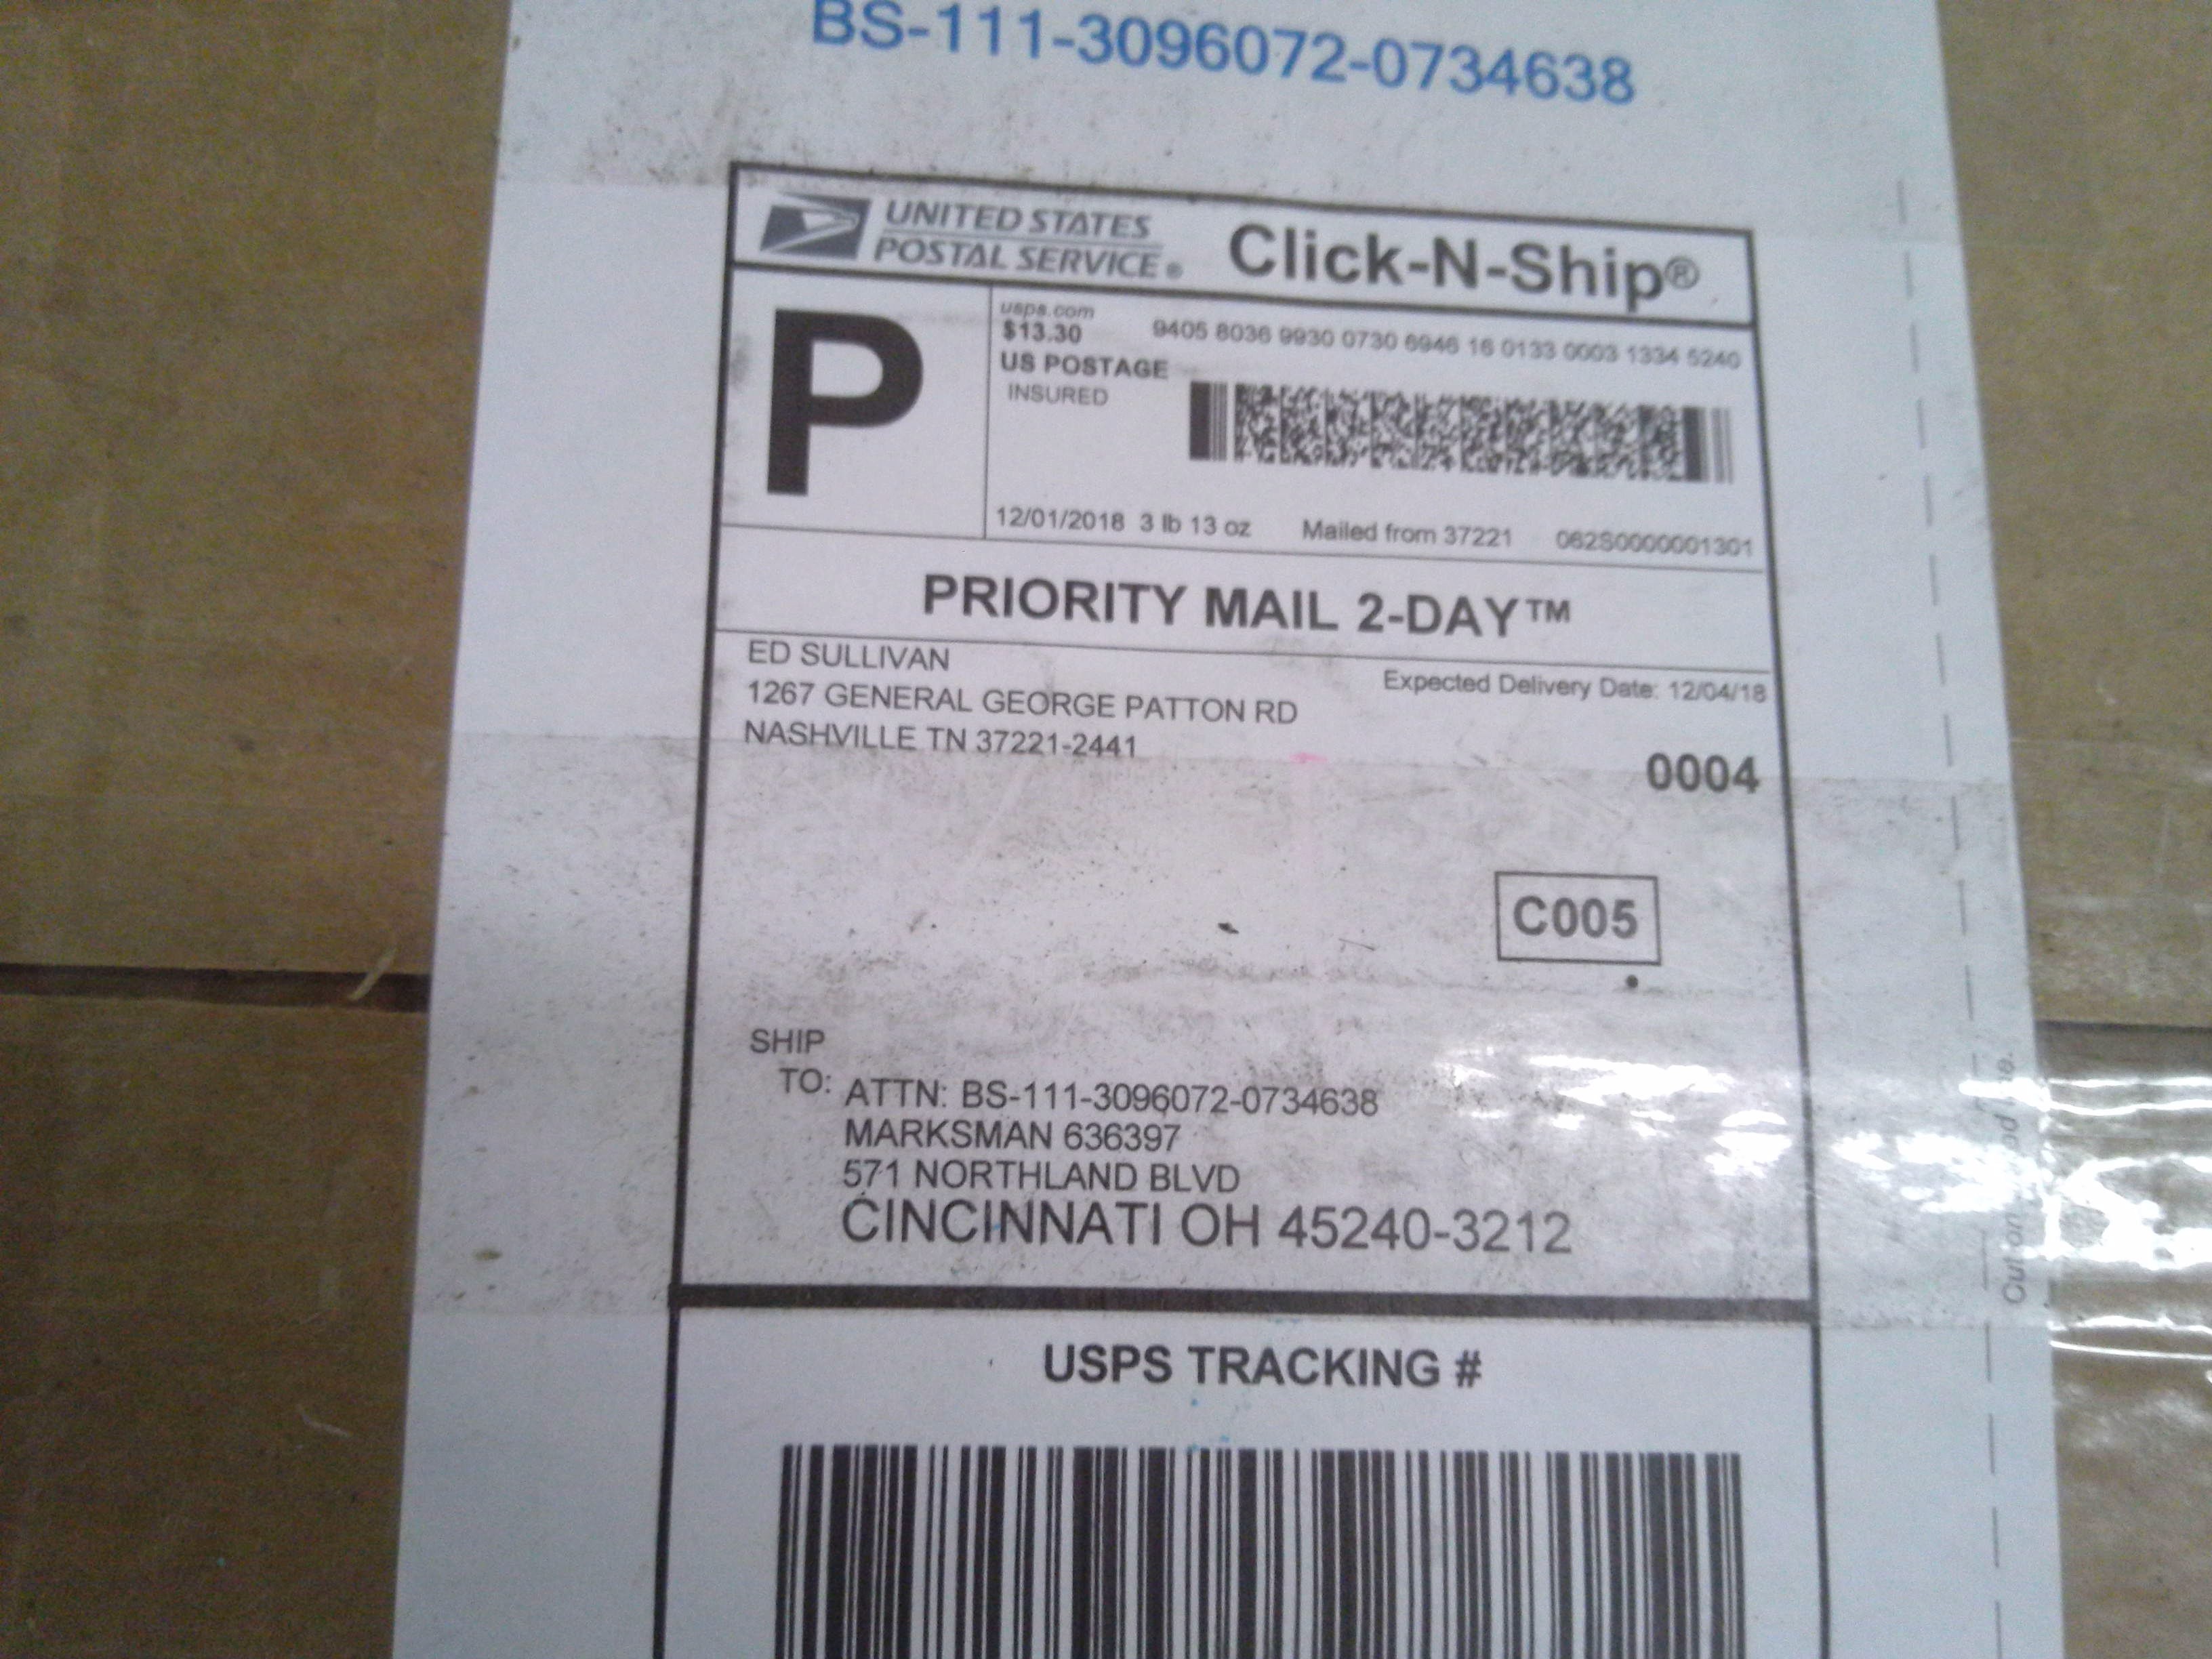 BS-111-3096072-0734638
UNITED STATES
POSTAL SERVICE®
Click-N-Ship®
P
usps.com
$13.30
9405 8036 9930 0730 6946 16 0133 0003 1334 5240
US POSTAGE
INSURED
12/01/2018 3 lb 13 oz Mailed from 37221 062S0000001301
PRIORITY MAIL 2-DAY™
ED SULLIVAN
1267 GENERAL GEORGE PATTON RD
NASHVILLE TN 37221-2441
Expected Delivery Date: 12/04/18
0004
C005
SHIP
TO:
ATTN: BS-111-3096072-0734638
MARKSMAN 636397
571 NORTHLAND BLVD
CINCINNATI OH 45240-3212
USPS TRACKING #